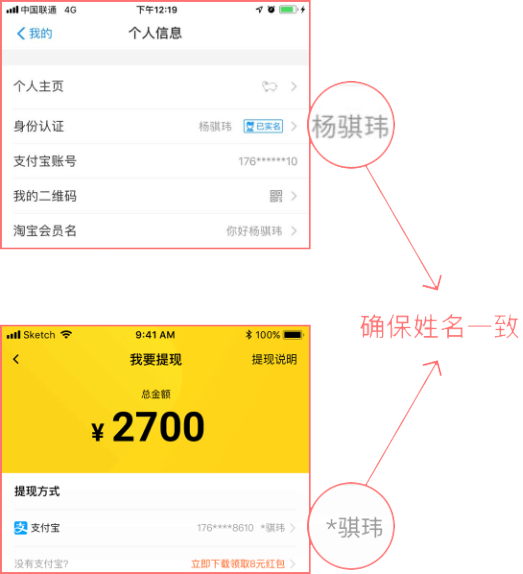 中国联通 4G 下午12:19
我的 个人信息
个人主页
身份认证 杨骐玮 已实名
杨骐玮
支付宝账号 176******10
我的二维码
淘宝会员名 你好杨骐玮
确保姓名一致
Sketch 9:41 AM 100%
我要提现 提现说明
总金额
¥ 2700
提现方式
支 支付宝 176****8610 *骐玮
*骐玮
没有支付宝? 立即下载领取8元红包